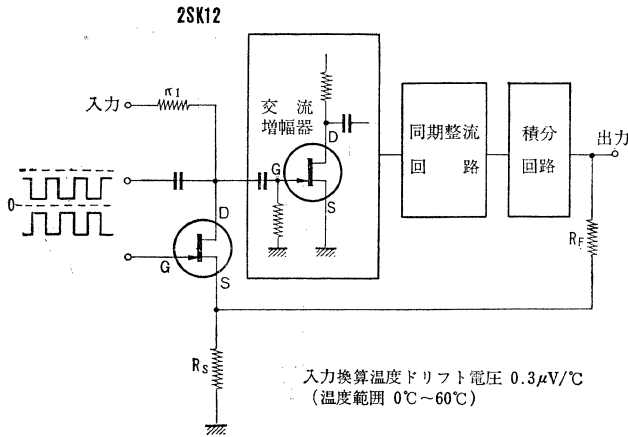 2SK12
r1
入力
交流
増幅器
D
G
S
同期整流
回路
積分
回路
出力
0
D
G
S
RF
RS
入力換算温度ドリフト電圧 0.3μV/℃
(温度範囲 0℃～60℃)